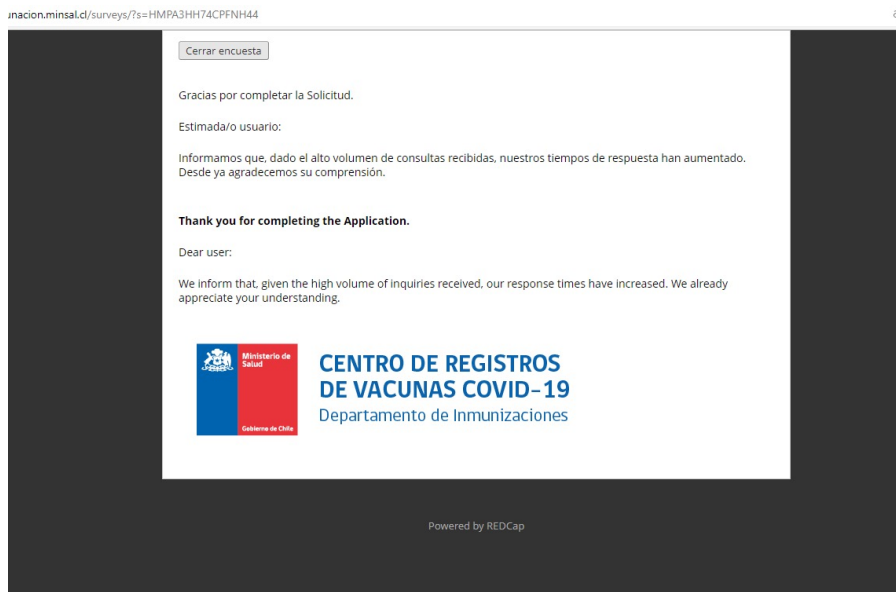 unacion.minsal.cl/surveys/?s=HMPA3HH74CPFNH44
Cerrar encuesta
Gracias por completar la Solicitud.
Estimada/o usuario:
Informamos que, dado el alto volumen de consultas recibidas, nuestros tiempos de respuesta han aumentado.
Desde ya agradecemos su comprensión.
Thank you for completing the Application.
Dear user:
We inform that, given the high volume of inquiries received, our response times have increased. We already
appreciate your understanding.
Ministerio de
Salud
Gobierno de Chile
CENTRO DE REGISTROS
DE VACUNAS COVID-19
Departamento de Inmunizaciones
Powered by REDCap